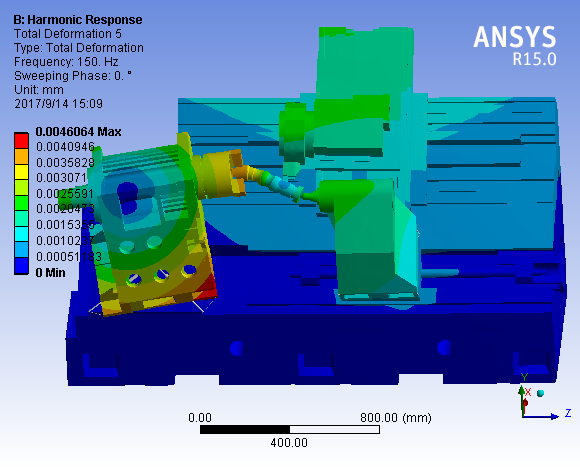 B: Harmonic Response
Total Deformation 5
Type: Total Deformation
Frequency: 150. Hz
Sweeping Phase: 0. °
Unit: mm
2017/9/14 15:09
ANSYS
R15.0
0.0046064 Max
0.0040946
0.0035828
0.003071
0.0025591
0.0020473
0.0015355
0.0010237
0.00051183
0 Min
0.00
800.00 (mm)
400.00
Y
X
Z